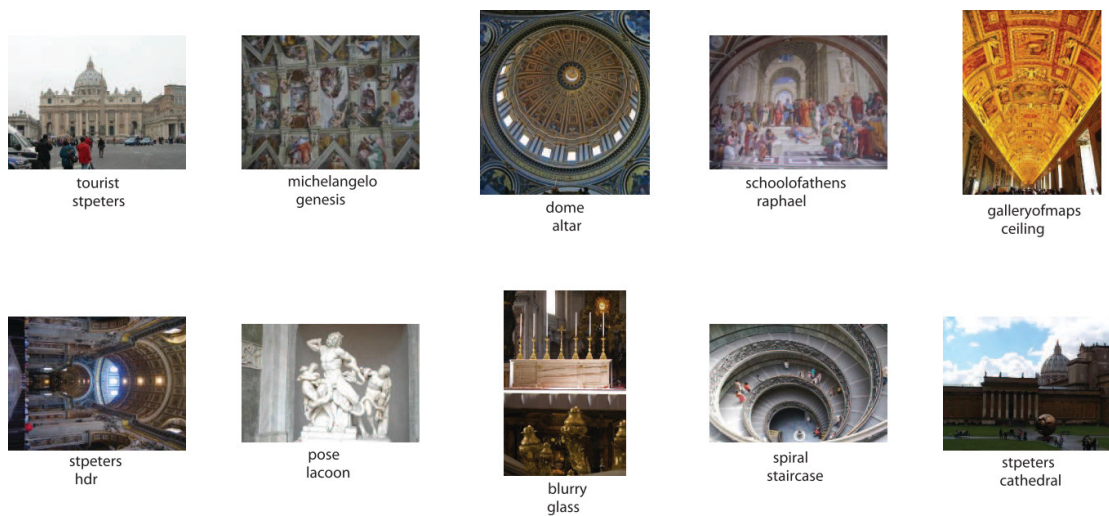 tourist
stpeters
michelangelo
genesis
dome
altar
schoolofathens
raphael
galleryofmaps
ceiling
stpeters
hdr
pose
lacoon
blurry
glass
spiral
staircase
stpeters
cathedral